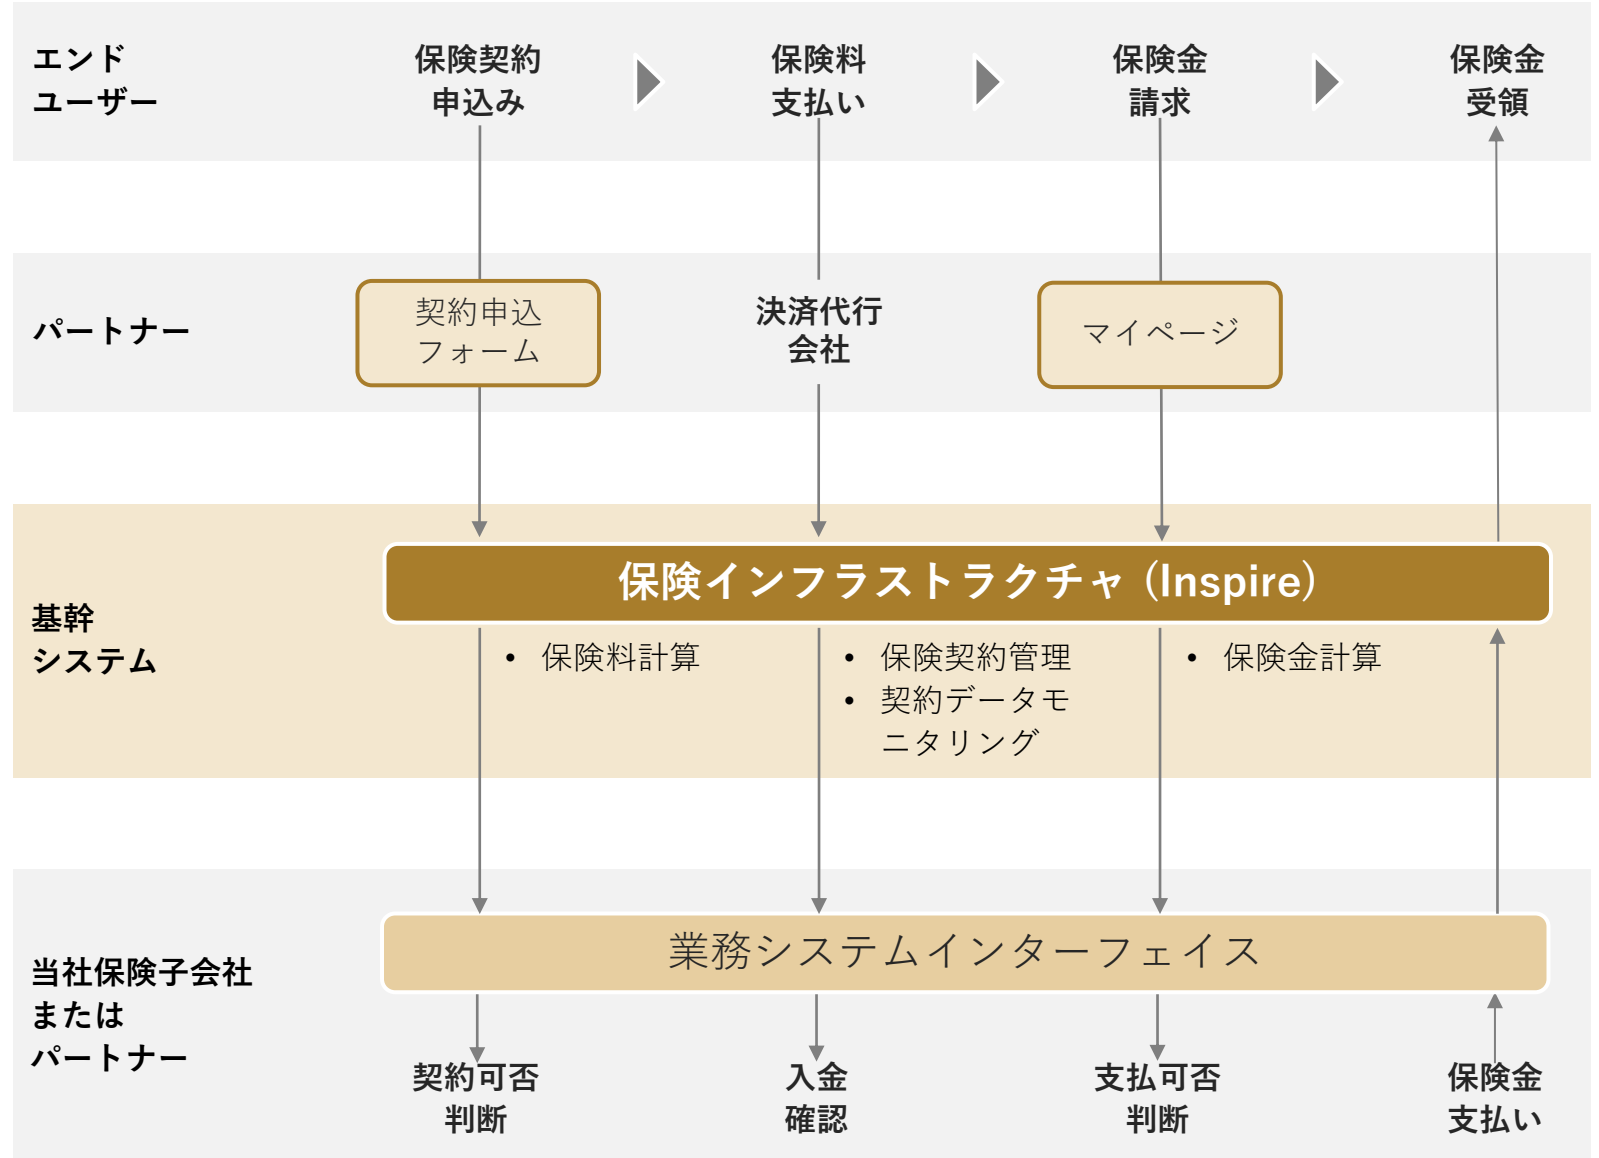 エンド
ユーザー
保険契約
申込み
保険料
支払い
保険金
請求
保険金
受領
パートナー
契約申込
フォーム
決済代行
会社
マイページ
基幹
システム
保険インフラストラクチャ (Inspire)
• 保険料計算
• 保険契約管理
• 契約データモ
ニタリング
• 保険金計算
当社保険子会社
または
パートナー
業務システムインターフェイス
契約可否
判断
入金
確認
支払可否
判断
保険金
支払い